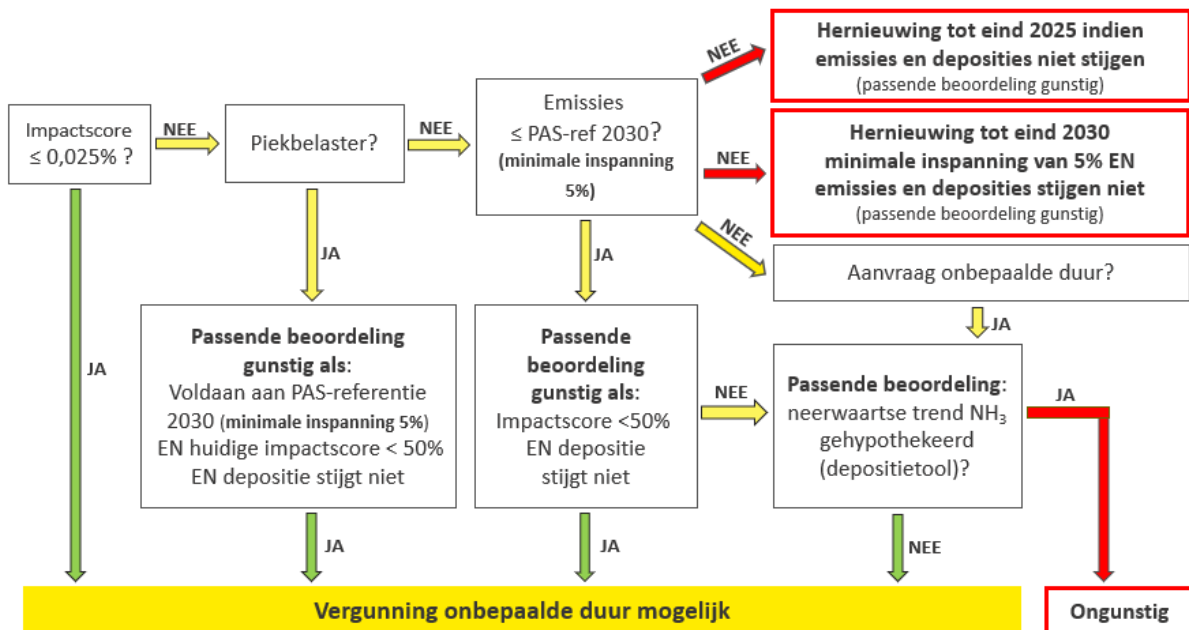 Impactscore
≤ 0,025% ?
NEE
Piekbelaster?
NEE
Emissies
≤ PAS-ref 2030?
(minimale inspanning
5%)
NEE
Hernieuwing tot eind 2025 indien
emissies en deposities niet stijgen
(passende beoordeling gunstig)
NEE
Hernieuwing tot eind 2030
minimale inspanning van 5% EN
emissies en deposities stijgen niet
(passende beoordeling gunstig)
NEE
Aanvraag onbepaalde duur?
JA
JA
JA
JA
Passende beoordeling
gunstig als:
Voldaan aan PAS-referentie
2030 (minimale inspanning 5%)
EN huidige impactscore < 50%
EN depositie stijgt niet
Passende
beoordeling
gunstig als:
Impactscore <50%
EN depositie
stijgt niet
NEE
Passende beoordeling:
neerwaartse trend NH₃
gehypothekeerd
(depositietool)?
JA
JA
JA
NEE
Vergunning onbepaalde duur mogelijk
Ongunstig